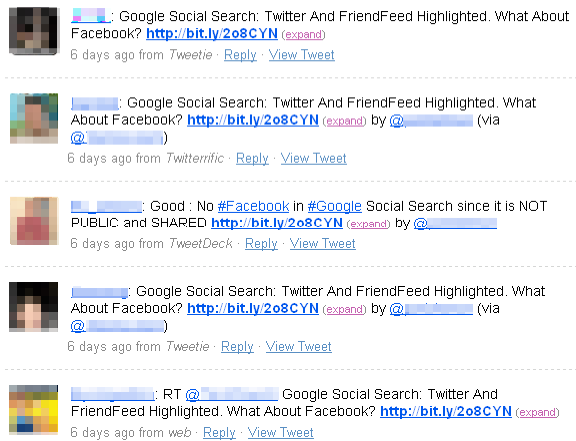 : Google Social Search: Twitter And FriendFeed Highlighted. What About
Facebook? http://bit.ly/2o8CYN (expand)
6 days ago from Tweetie · Reply · View Tweet
: Google Social Search: Twitter And FriendFeed Highlighted. What
About Facebook? http://bit.ly/2o8CYN (expand) by @ (via
@)
6 days ago from Twitterrific · Reply · View Tweet
: Good : No #Facebook in #Google Social Search since it is NOT
PUBLIC and SHARED http://bit.ly/2o8CYN (expand) by @
6 days ago from TweetDeck · Reply · View Tweet
: Google Social Search: Twitter And FriendFeed Highlighted. What
About Facebook? http://bit.ly/2o8CYN (expand) by @ (via
@)
6 days ago from Tweetie · Reply · View Tweet
: RT @ Google Social Search: Twitter And
FriendFeed Highlighted. What About Facebook? http://bit.ly/2o8CYN (expand)
6 days ago from web · Reply · View Tweet